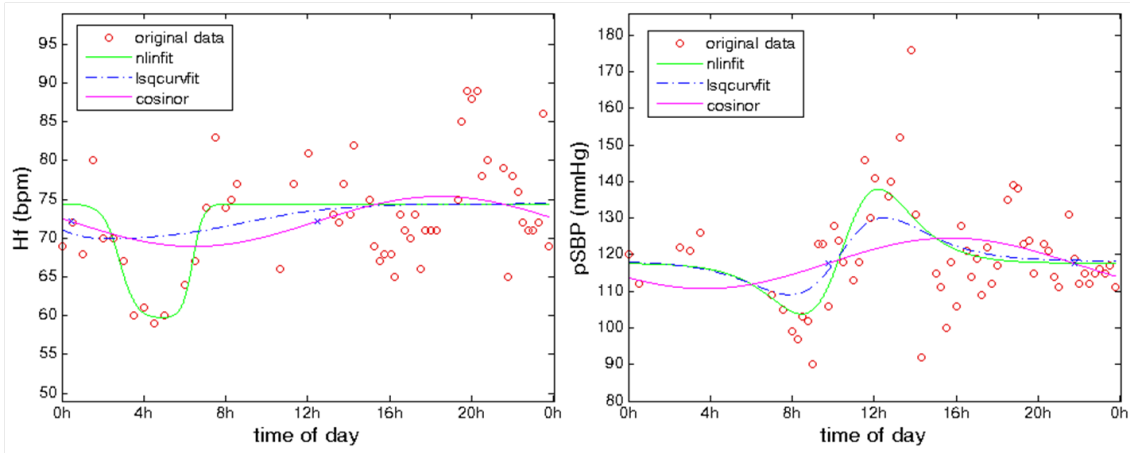 95
90
85
80
75
70
65
60
55
50
Hf (bpm)
original data
nlinfit
lsqcurvfit
cosinor
0h 4h 8h 12h 16h 20h 0h
time of day
180
170
160
150
140
130
120
110
100
90
80
pSBP (mmHg)
original data
nlinfit
lsqcurvfit
cosinor
0h 4h 8h 12h 16h 20h 0h
time of day